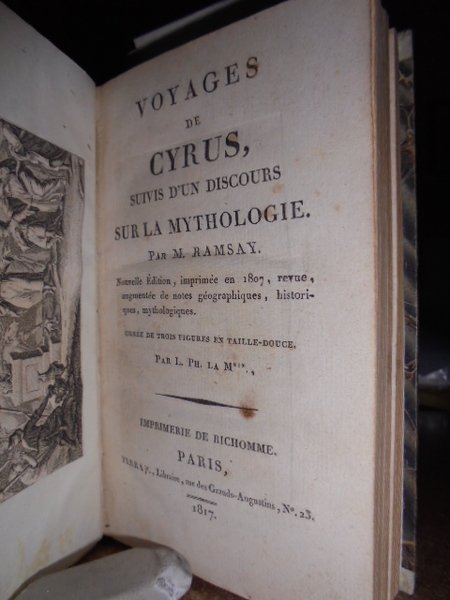 VOYAGES
DE
CYRUS,
SUIVIS D'UN DISCOURS
SUR LA MYTHOLOGIE.
PAR M. RAMSAY.
Nouvelle Édition, imprimée en 1807, revue,
augmentée de notes géographiques, histori-
ques, mythologiques.
ORNÉE DE TROIS FIGURES EN TAILLE-DOUCE,
PAR L. PH. LA M***.,
IMPRIMERIE DE RICHOMME.
PARIS,
Libraire, rue des Grands-Augustins, No. 23.
1817.